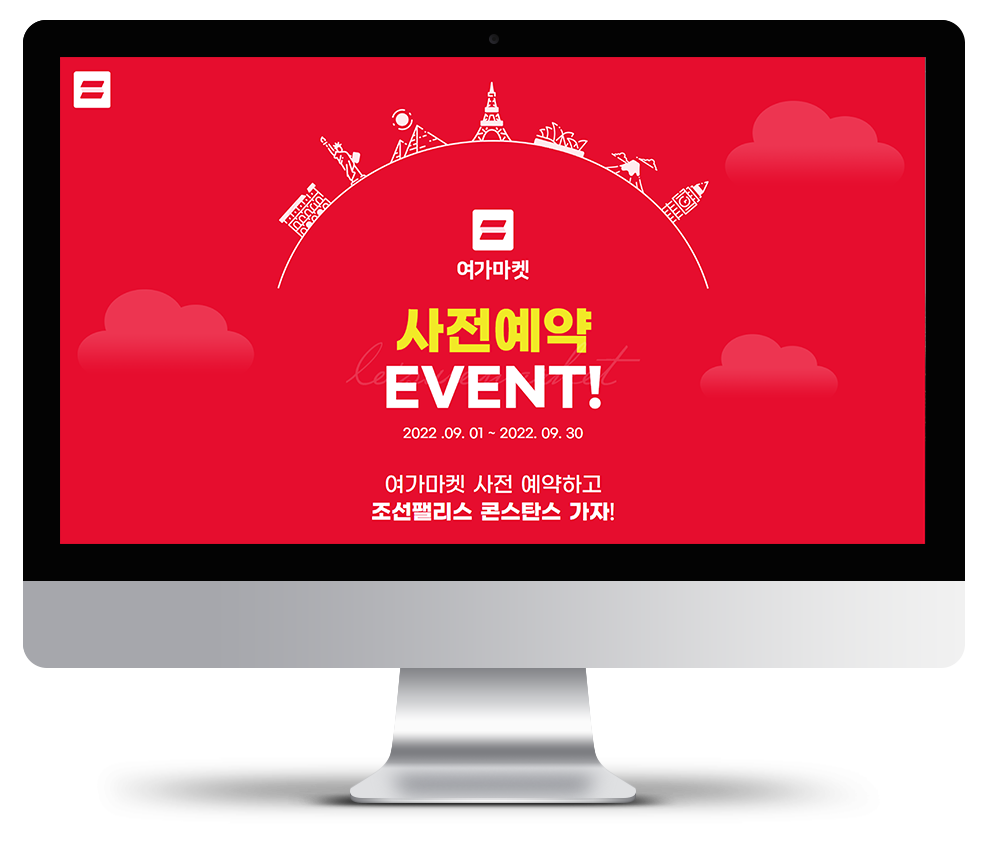 여가마켓
사전예약
leisuremarket
EVENT!
2022 .09. 01 ~ 2022. 09. 30
여가마켓 사전 예약하고
조선팰리스 콘스탄스 가자!